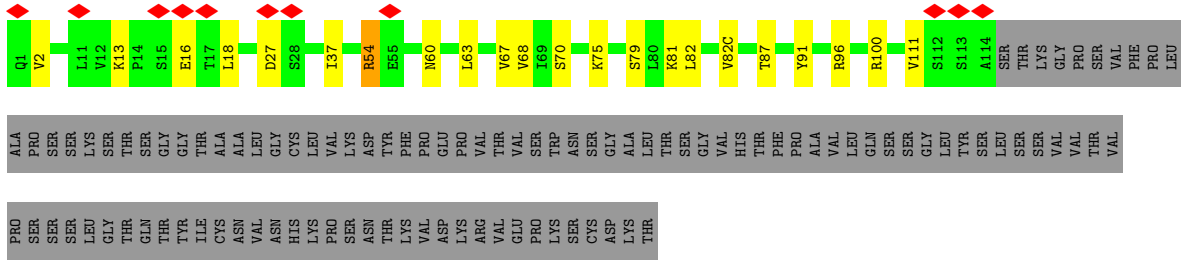 Q1 V2 L11 V12 K13 P14 S15 E16 T17 L18 D27 S28 I37 R54 E55 N60 L63 V67 V68 I69 S70 K75 S79 L80 K81 L82 V82C T87 Y91 R96 R100 V111 S112 S113 A114 SER THR LYS GLY PRO SER VAL PHE PRO LEU
ALA PRO SER SER LYS SER THR SER GLY GLY THR ALA ALA LEU GLY CYS LEU VAL LYS ASP TYR PHE PRO GLU PRO VAL THR VAL SER TRP ASN SER GLY ALA LEU THR SER GLY VAL HIS THR PHE PRO ALA VAL LEU GLN SER SER GLY LEU TYR SER LEU SER SER VAL VAL THR VAL
PRO SER SER SER LEU GLY THR GLN THR TYR ILE CYS ASN VAL ASN HIS LYS PRO SER ASN THR LYS VAL ASP LYS ARG VAL GLU PRO LYS SER CYS ASP LYS THR